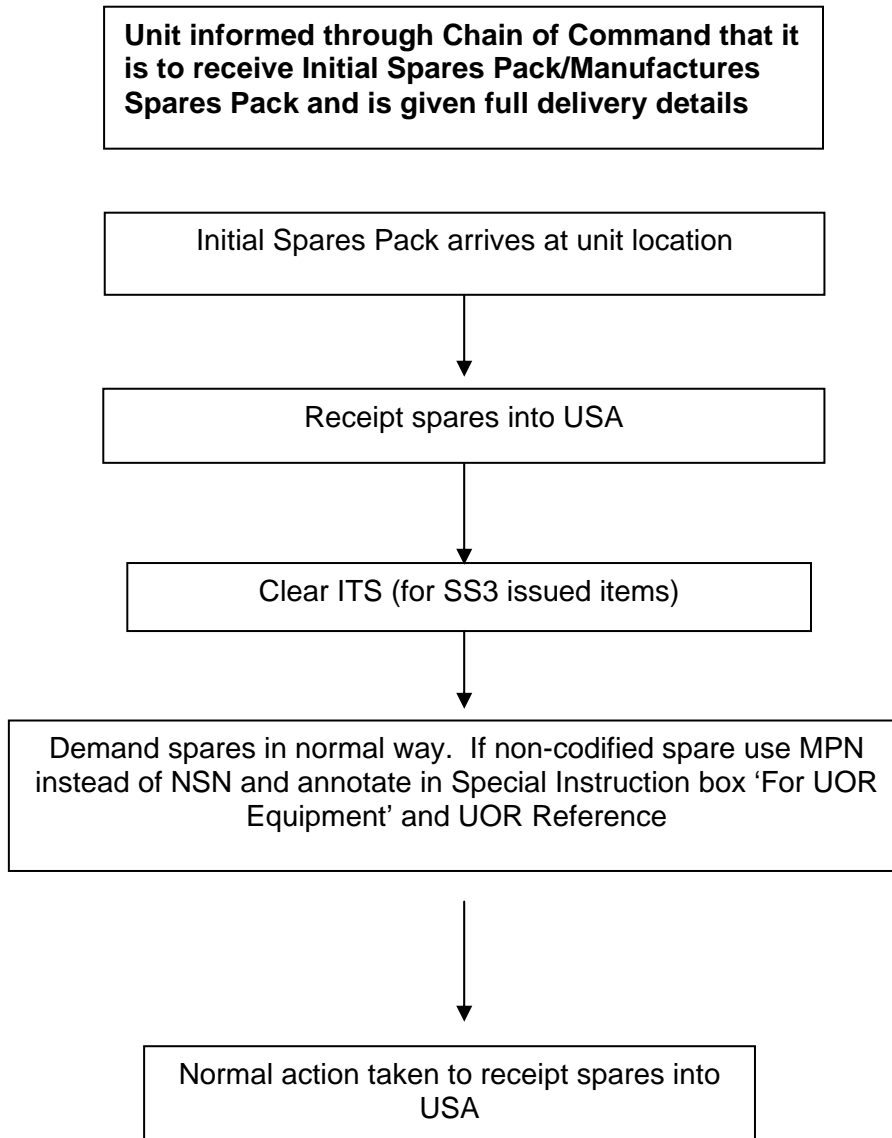 Unit informed through Chain of Command that it
is to receive Initial Spares Pack/Manufactures
Spares Pack and is given full delivery details
Initial Spares Pack arrives at unit location
Receipt spares into USA
Clear ITS (for SS3 issued items)
Demand spares in normal way.  If non-codified spare use MPN
instead of NSN and annotate in Special Instruction box ‘For UOR
Equipment’ and UOR Reference
Normal action taken to receipt spares into
USA